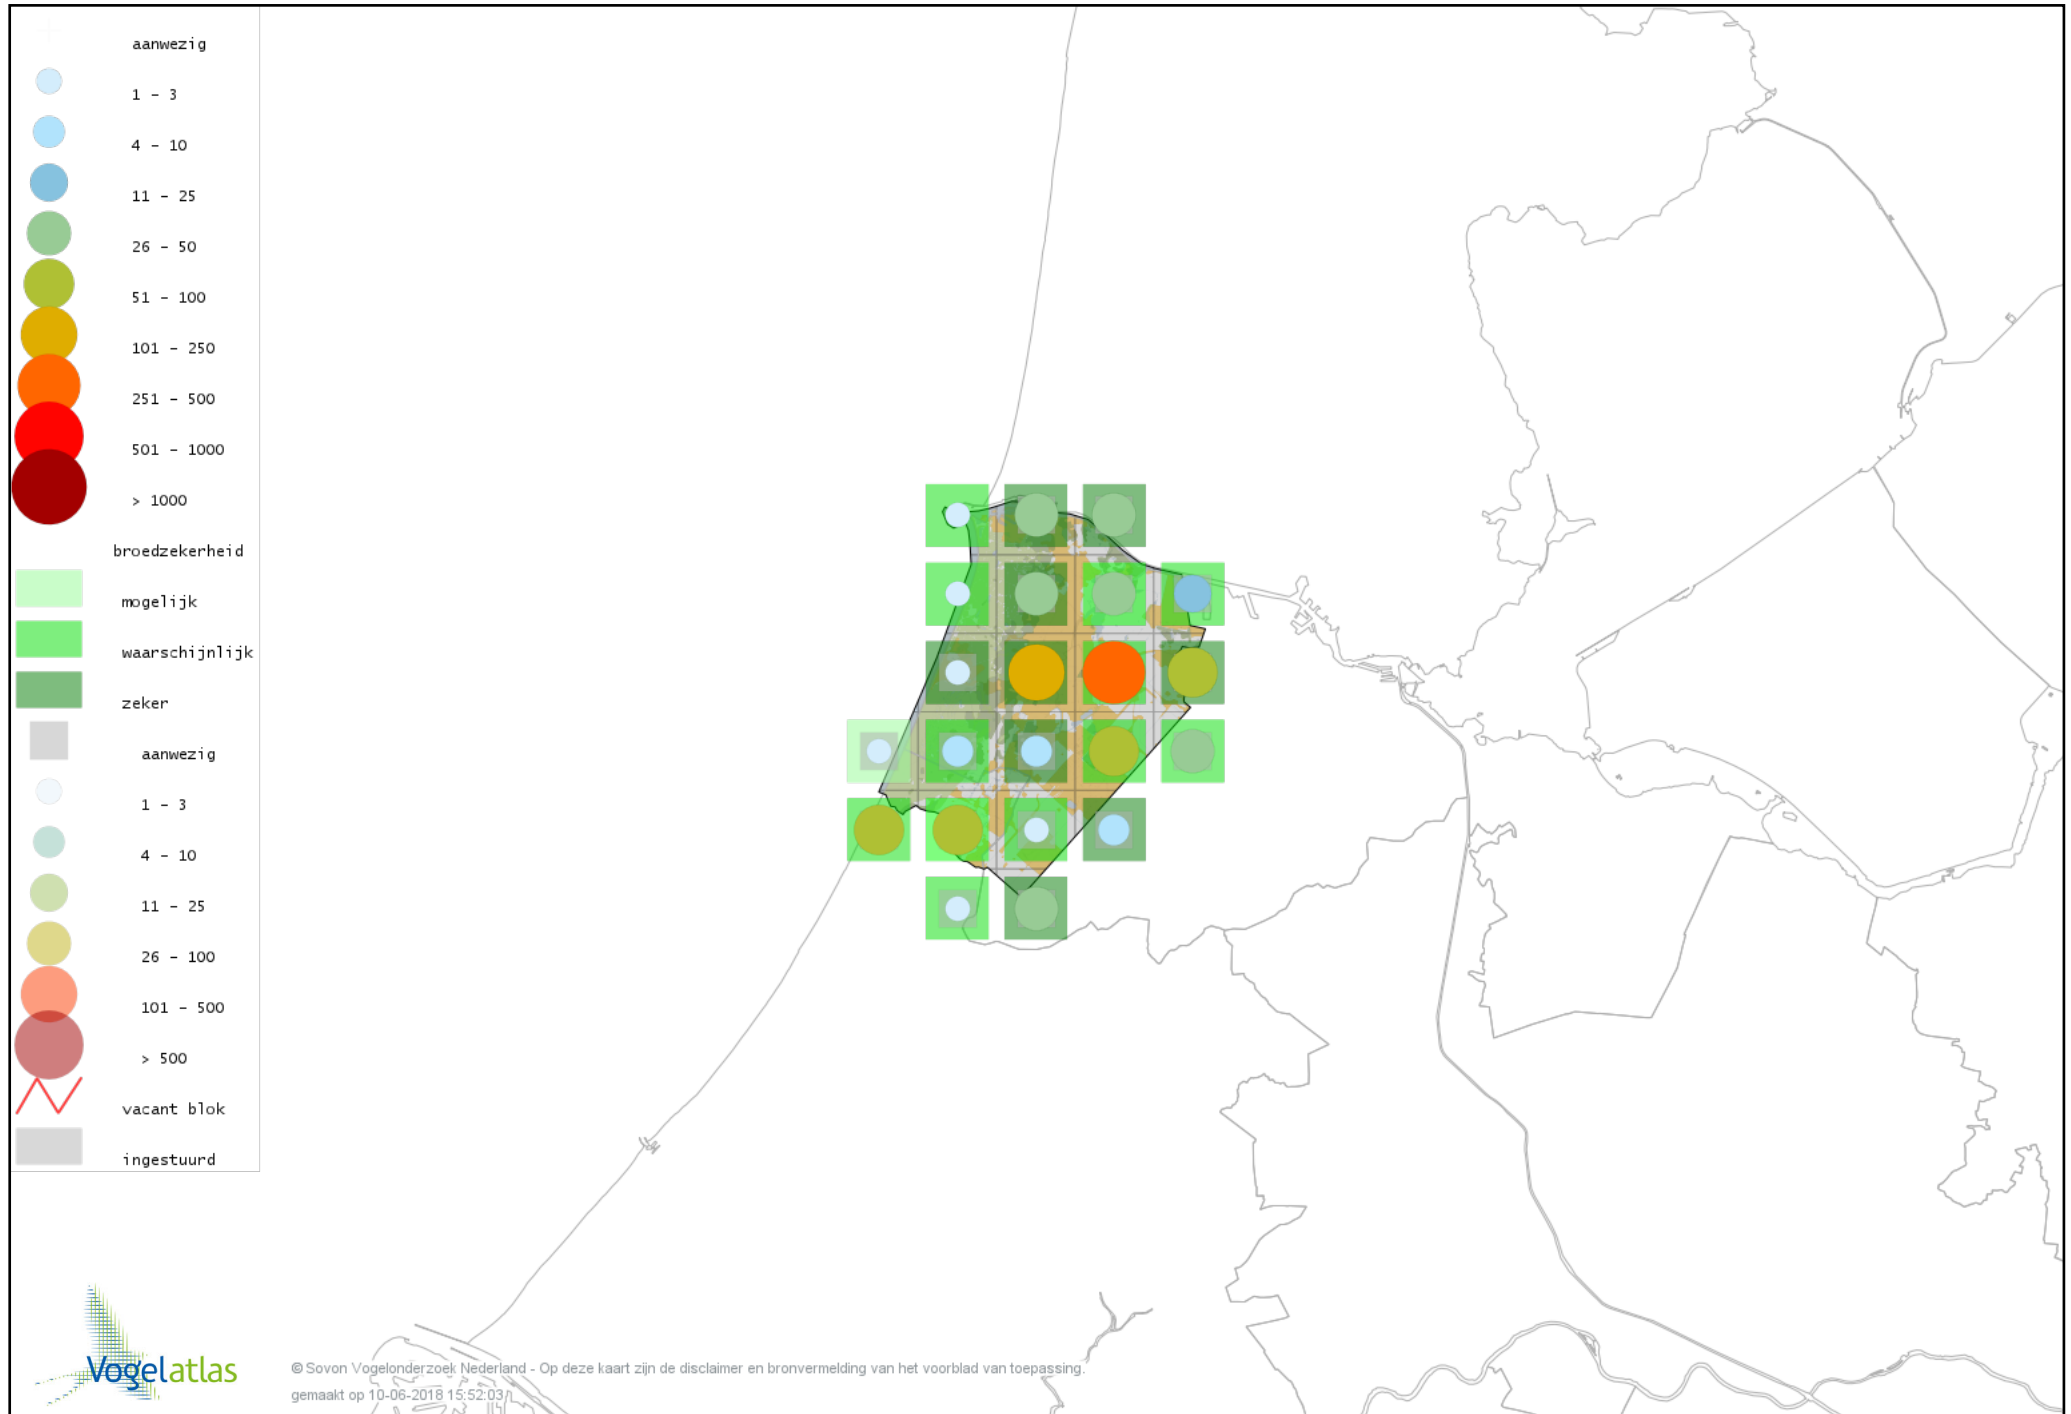 aanwezig
1 - 3
4 - 10
11 - 25
26 - 50
51 - 100
101 - 250
251 - 500
501 - 1000
> 1000
broedzekerheid
mogelijk
waarschijnlijk
zeker
aanwezig
1 - 3
4 - 10
11 - 25
26 - 100
101 - 500
> 500
vacant blok
ingestuurd
Vogelatlas
© Sovon Vogelonderzoek Nederland - Op deze kaart zijn de disclaimer en bronvermelding van het voorblad van toepassing.
gemaakt op 10-06-2018 15:52:03